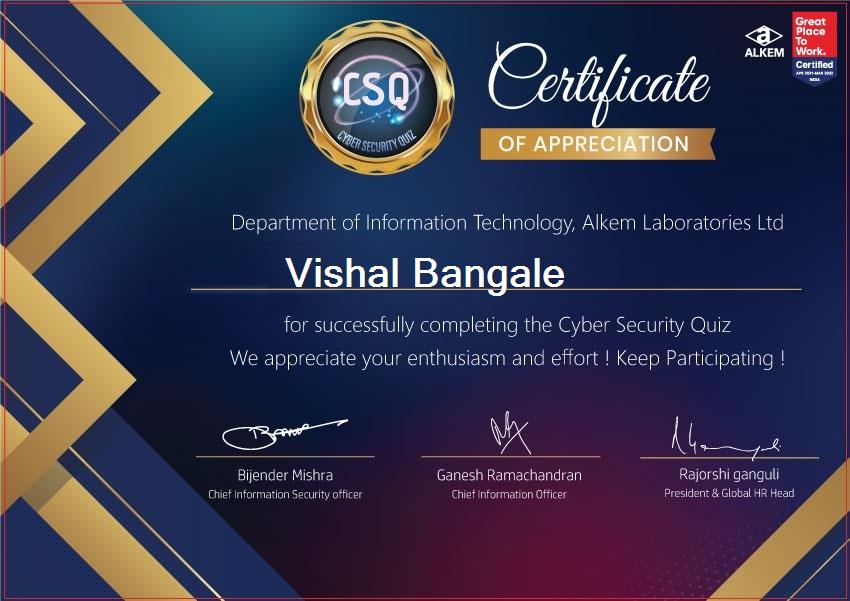 CSQ
CYBER SECURITY QUIZ
Certificate
OF APPRECIATION
ALKEM
Great
Place
To
Work.
Certified
APR 2021-MAR 2022
INDIA
Department of Information Technology, Alkem Laboratories Ltd
Vishal Bangale
for successfully completing the Cyber Security Quiz
We appreciate your enthusiasm and effort ! Keep Participating !
Bijender Mishra
Chief Information Security officer
Ganesh Ramachandran
Chief Information Officer
Rajorshi ganguli
President & Global HR Head